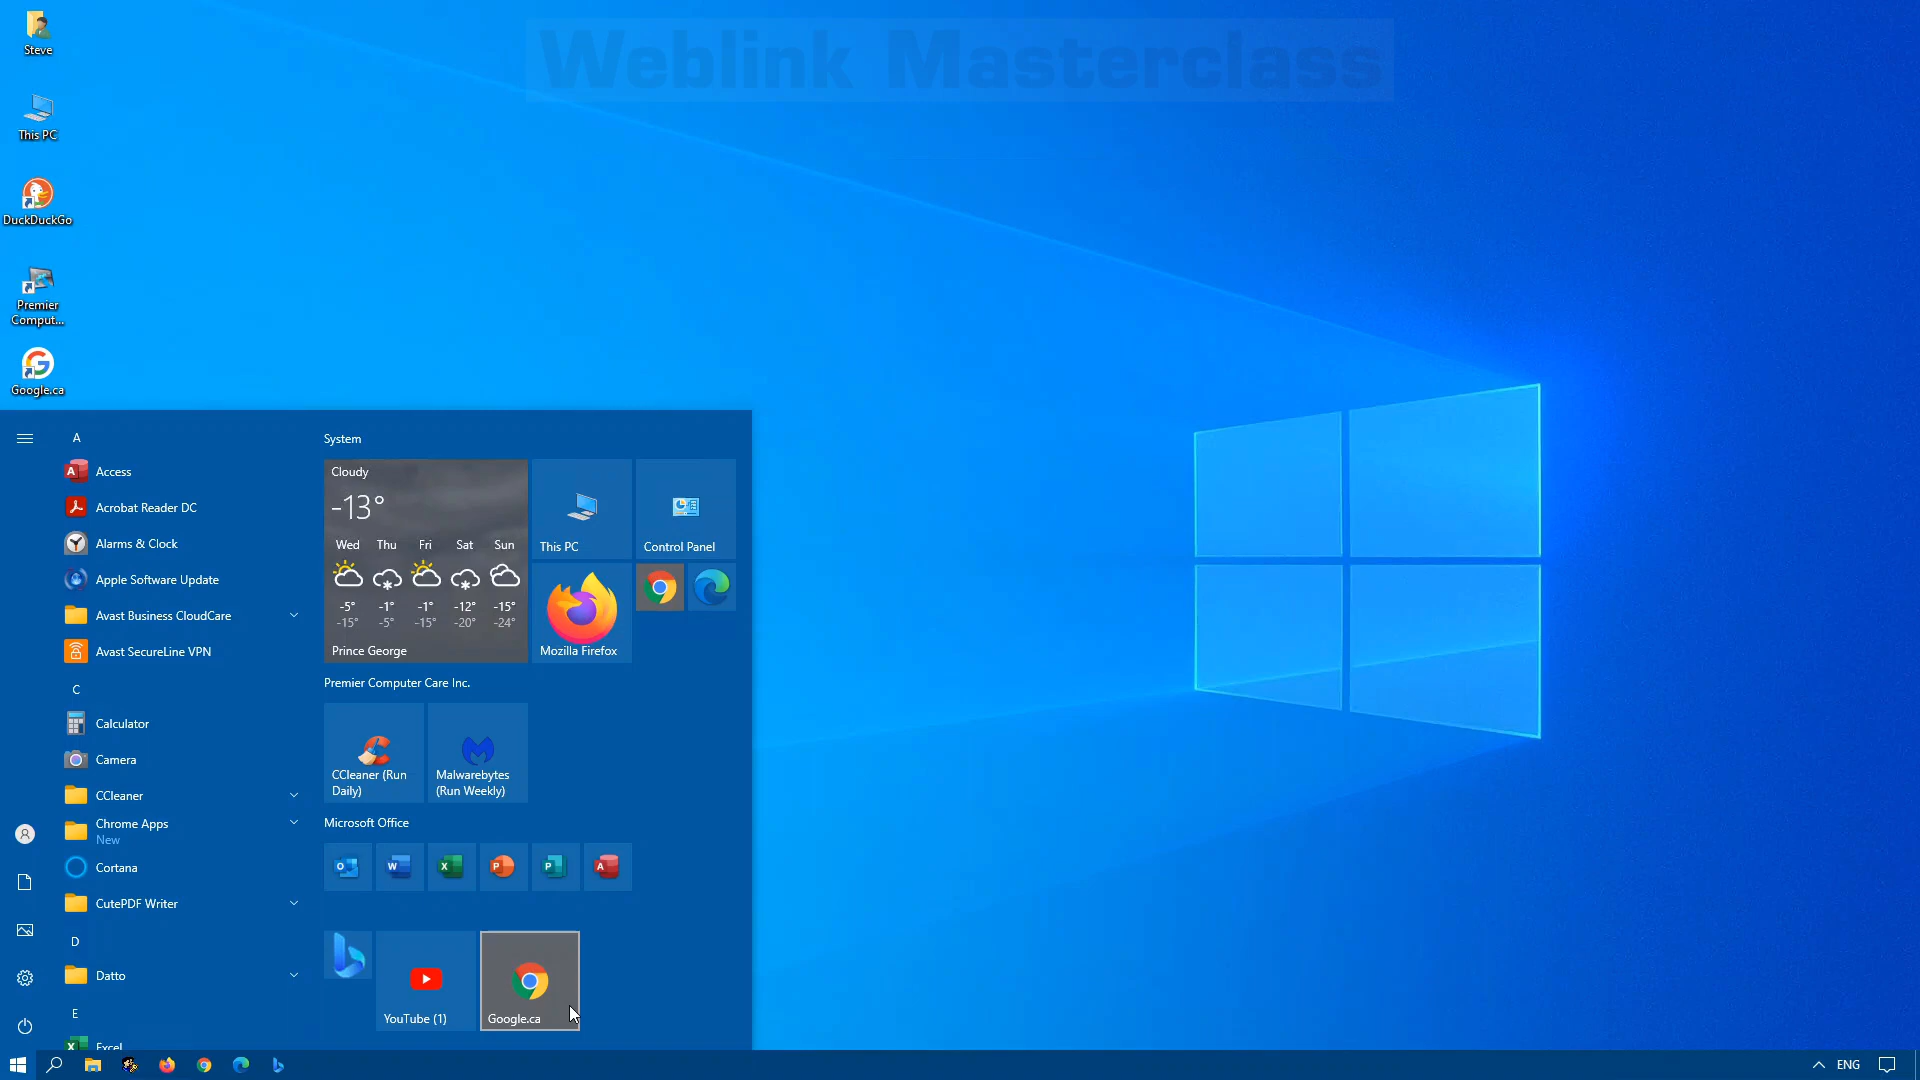 Weblink Masterclass
Steve
This PC
DuckDuckGo
Premier
Comput...
Google.ca
A
Access
Acrobat Reader DC
Alarms & Clock
Apple Software Update
Avast Business CloudCare
Avast SecureLine VPN
C
Calculator
Camera
CCleaner
Chrome Apps
New
Cortana
CutePDF Writer
D
Datto
E
Excel
System
Cloudy
-13°
Wed Thu Fri Sat Sun
-5° -1° -1° -12° -15°
-15° -5° -15° -20° -24°
Prince George
This PC
Control Panel
Mozilla Firefox
Premier Computer Care Inc.
CCleaner (Run
Daily)
Malwarebytes
(Run Weekly)
Microsoft Office
YouTube (1)
Google.ca
ENG